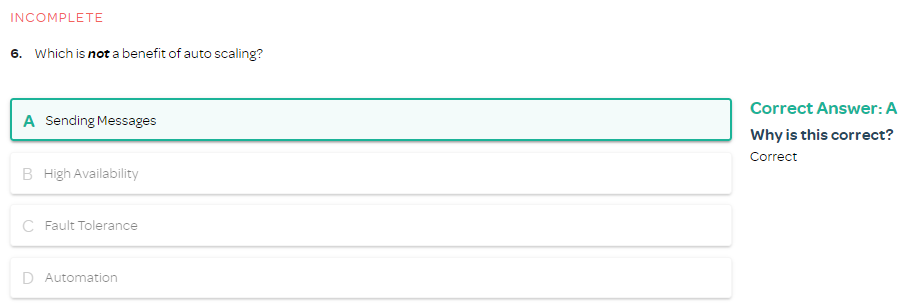 INCOMPLETE
6. Which is not a benefit of auto scaling?
A Sending Messages
B High Availability
C Fault Tolerance
D Automation
Correct Answer: A
Why is this correct?
Correct